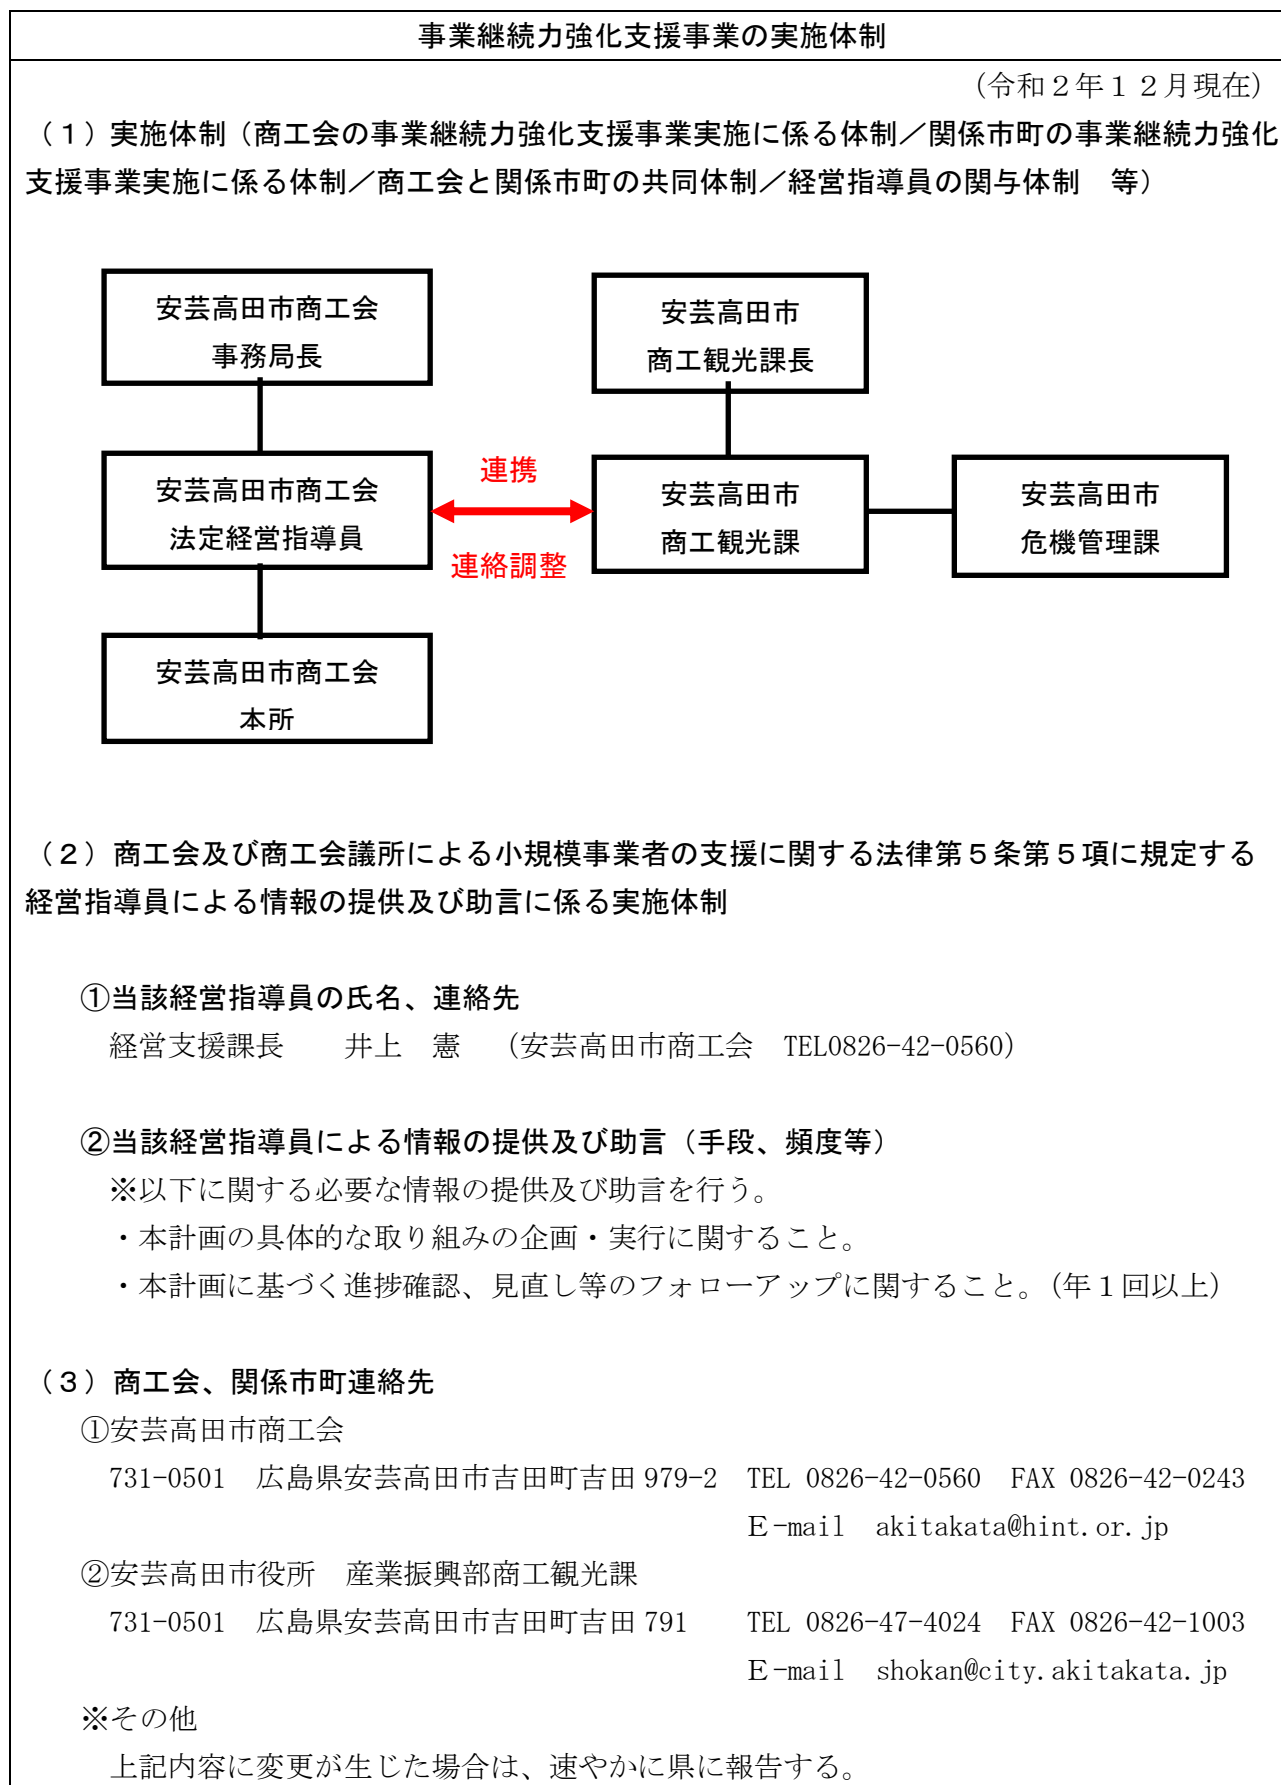 事業継続力強化支援事業の実施体制
（令和２年１２月現在）
（１）実施体制（商工会の事業継続力強化支援事業実施に係る体制／関係市町の事業継続力強化
支援事業実施に係る体制／商工会と関係市町の共同体制／経営指導員の関与体制　等）
安芸高田市商工会
事務局長
安芸高田市
商工観光課長
安芸高田市商工会
法定経営指導員
連携
連絡調整
安芸高田市
商工観光課
安芸高田市
危機管理課
安芸高田市商工会
本所
（２）商工会及び商工会議所による小規模事業者の支援に関する法律第５条第５項に規定する
経営指導員による情報の提供及び助言に係る実施体制
①当該経営指導員の氏名、連絡先
経営支援課長　　井上　憲　（安芸高田市商工会　TEL0826-42-0560）
②当該経営指導員による情報の提供及び助言（手段、頻度等）
※以下に関する必要な情報の提供及び助言を行う。
・本計画の具体的な取り組みの企画・実行に関すること。
・本計画に基づく進捗確認、見直し等のフォローアップに関すること。（年１回以上）
（３）商工会、関係市町連絡先
①安芸高田市商工会
731-0501　広島県安芸高田市吉田町吉田 979-2　TEL 0826-42-0560　FAX 0826-42-0243
Ｅ-mail　akitakata@hint.or.jp
②安芸高田市役所　産業振興部商工観光課
731-0501　広島県安芸高田市吉田町吉田 791　　TEL 0826-47-4024　FAX 0826-42-1003
Ｅ-mail　shokan@city.akitakata.jp
※その他
上記内容に変更が生じた場合は、速やかに県に報告する。